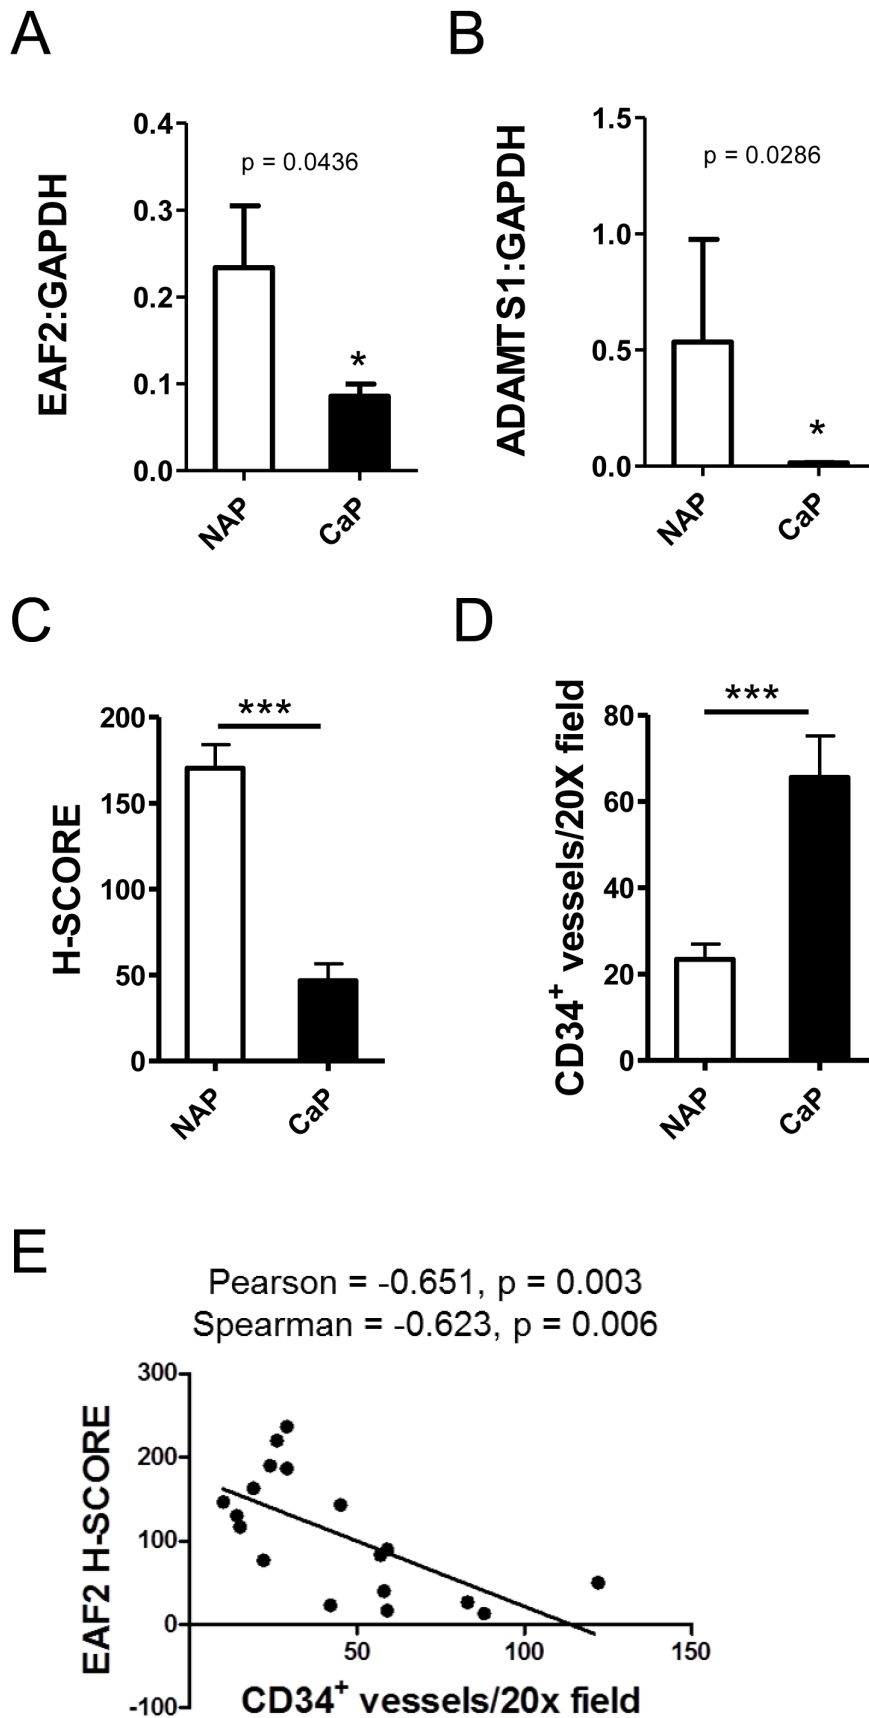 A
EAF2:GAPDH
0.4
0.3
0.2
0.1
0.0
p = 0.0436
*
NAP
CaP
B
ADAMTS1:GAPDH
1.5
1.0
0.5
0.0
p = 0.0286
*
NAP
CaP
C
H-SCORE
200
150
100
50
0
***
NAP
CaP
D
CD34+ vessels/20X field
80
60
40
20
0
***
NAP
CaP
E
Pearson = -0.651, p = 0.003
Spearman = -0.623, p = 0.006
EAF2 H-SCORE
300
200
100
0
-100
50
100
150
CD34+ vessels/20x field